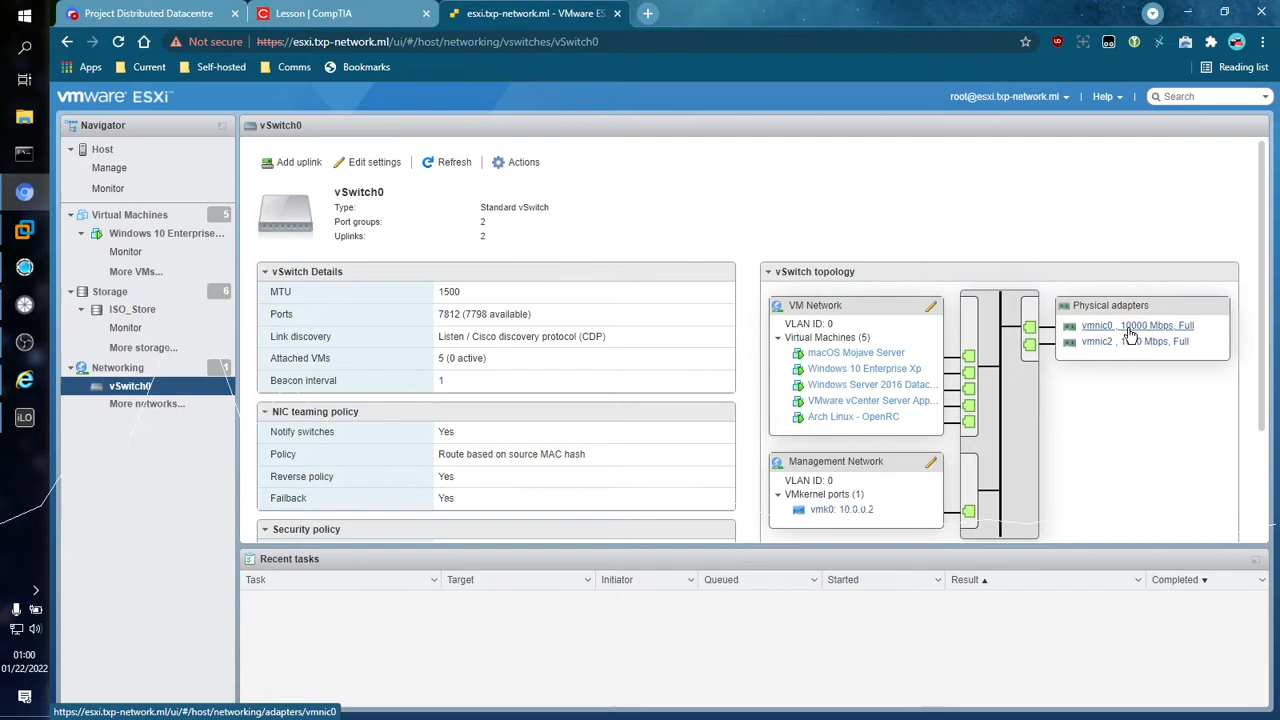 Project Distributed Datacentre
Lesson | CompTIA
esxi.txp-network.ml - VMware ES
Not secure
https://esxi.txp-network.ml/ui/#/host/networking/vswitches/vSwitch0
Apps
Current
Self-hosted
Comms
Bookmarks
Reading list
vmware ESXi™
root@esxi.txp-network.ml
Help
Search
Navigator
Host
Manage
Monitor
Virtual Machines
5
Windows 10 Enterprise...
Monitor
More VMs...
Storage
6
ISO_Store
Monitor
More storage...
Networking
1
vSwitch0
More networks...
vSwitch0
Add uplink
Edit settings
Refresh
Actions
vSwitch0
Type: Standard vSwitch
Port groups: 2
Uplinks: 2
vSwitch Details
MTU 1500
Ports 7812 (7798 available)
Link discovery Listen / Cisco discovery protocol (CDP)
Attached VMs 5 (0 active)
Beacon interval 1
NIC teaming policy
Notify switches Yes
Policy Route based on source MAC hash
Reverse policy Yes
Failback Yes
Security policy
vSwitch topology
VM Network
VLAN ID: 0
Virtual Machines (5)
macOS Mojave Server
Windows 10 Enterprise Xp
Windows Server 2016 Datac...
VMware vCenter Server App...
Arch Linux - OpenRC
Management Network
VLAN ID: 0
VMkernel ports (1)
vmk0: 10.0.0.2
Physical adapters
vmnic0 , 10000 Mbps, Full
vmnic2 , Mbps, Full
Recent tasks
Task
Target
Initiator
Queued
Started
Result
Completed
iLO
01:00
01/22/2022
https://esxi.txp-network.ml/ui/#/host/networking/adapters/vmnic0